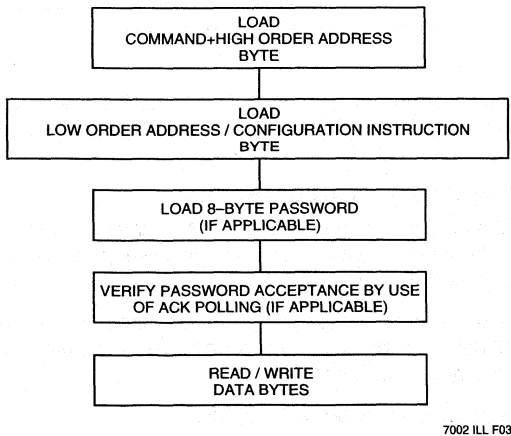 LOAD
COMMAND+HIGH ORDER ADDRESS
BYTE
LOAD
LOW ORDER ADDRESS / CONFIGURATION INSTRUCTION
BYTE
LOAD 8–BYTE PASSWORD
(IF APPLICABLE)
VERIFY PASSWORD ACCEPTANCE BY USE
OF ACK POLLING (IF APPLICABLE)
READ / WRITE
DATA BYTES
7002 ILL F03